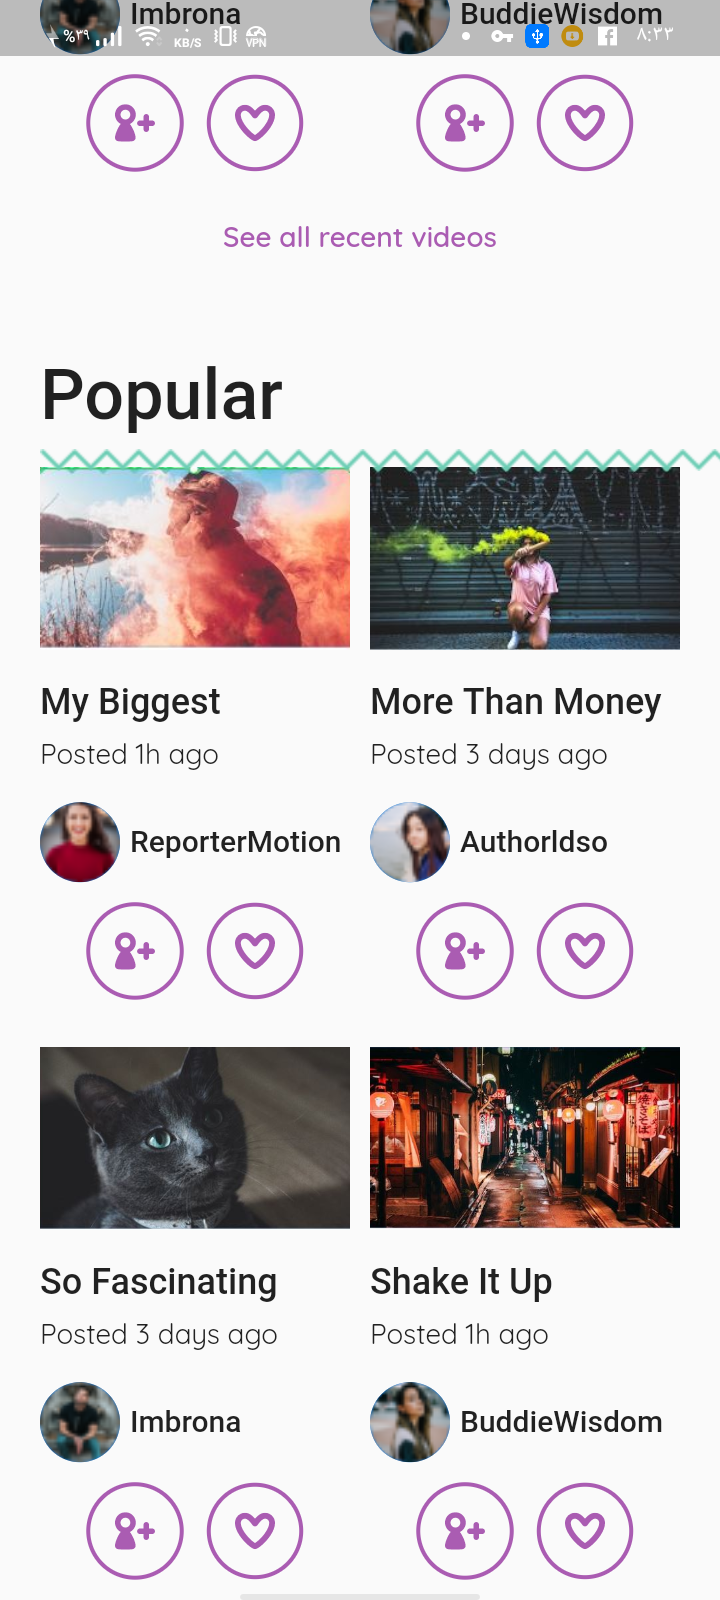 Imbrona
BuddieWisdom
%۳۹
KB/S
VPN
۸:۳۳
See all recent videos
Popular
My Biggest
More Than Money
Posted 1h ago
Posted 3 days ago
ReporterMotion
AuthorIdso
So Fascinating
Shake It Up
Posted 3 days ago
Posted 1h ago
Imbrona
BuddieWisdom